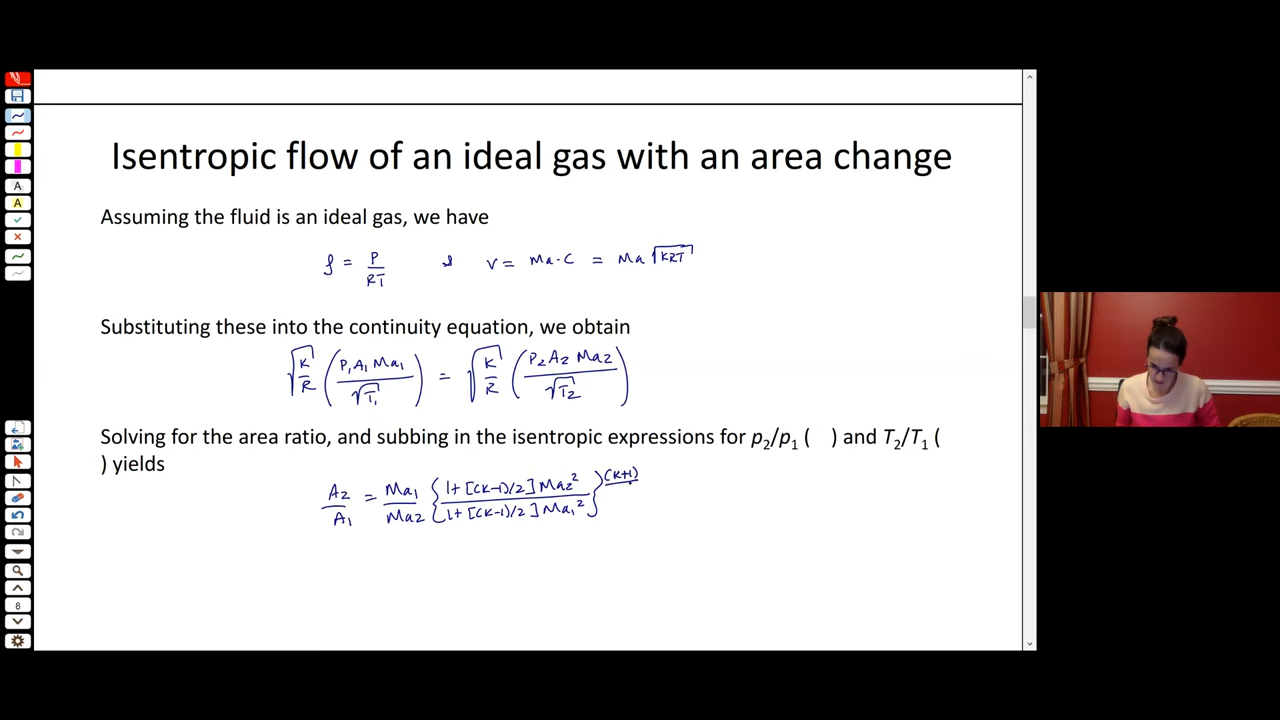 Isentropic flow of an ideal gas with an area change
Assuming the fluid is an ideal gas, we have
ρ = P/RT & V = Ma·C = Ma √KRT
Substituting these into the continuity equation, we obtain
√K/R (P₁A₁Ma₁/√T₁) = √K/R (P₂A₂Ma₂/√T₂)
Solving for the area ratio, and subbing in the isentropic expressions for p₂/p₁ ( ) and T₂/T₁ (
) yields
A₂/A₁ = Ma₁/Ma₂ {1+[(K-1)/2]Ma₂²/1+[(K-1)/2]Ma₁²}^(K+1)
A
A
8